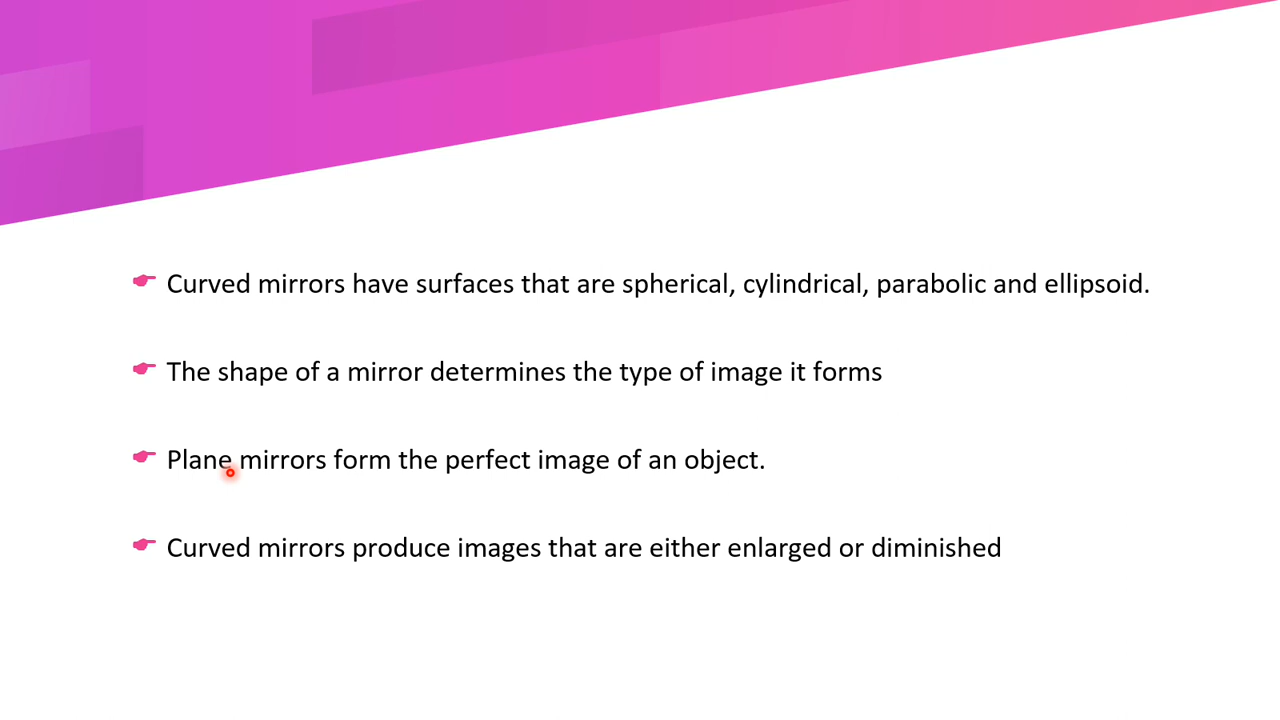 Curved mirrors have surfaces that are spherical, cylindrical, parabolic and ellipsoid.
The shape of a mirror determines the type of image it forms
Plane mirrors form the perfect image of an object.
Curved mirrors produce images that are either enlarged or diminished